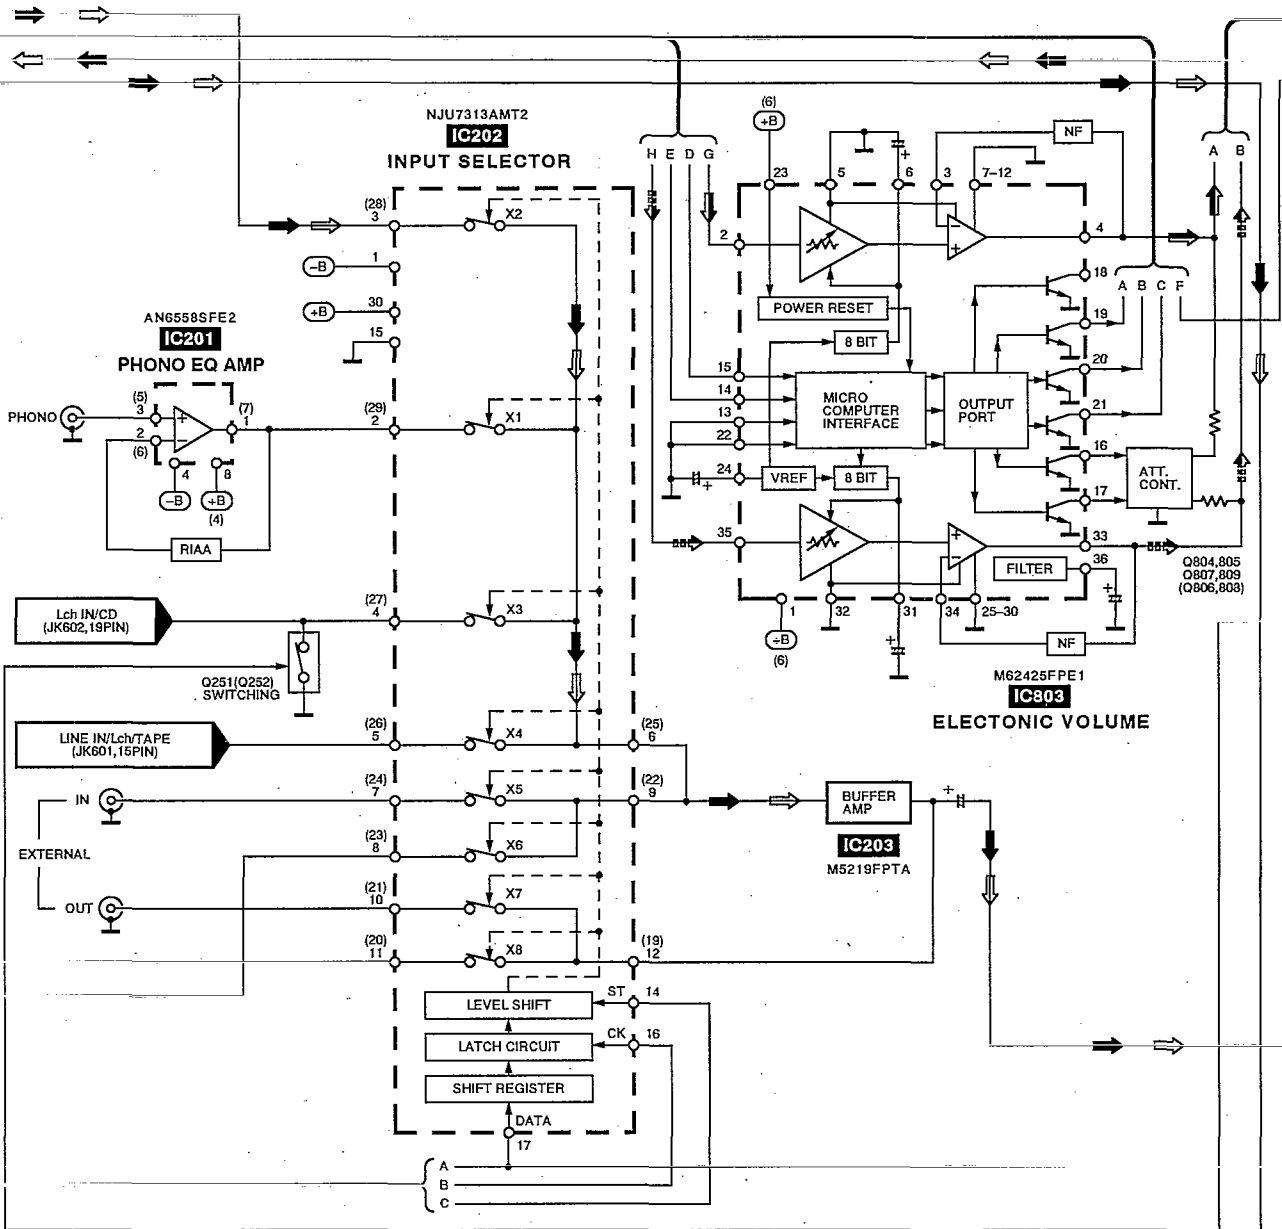 NJU7313AMT2
IC202
INPUT SELECTOR
(28)
3
X2
1
–B
30
+B
15
AN6558SFE2
IC201
PHONO EQ AMP
PHONO
(5)
3
2
(6)
(7)
1
4
8
–B
+B
(4)
RIAA
(29)
2
X1
Lch IN/CD
(JK602,19PIN)
(27)
4
X3
Q251(Q252)
SWITCHING
LINE IN/Lch/TAPE
(JK601,15PIN)
(26)
5
X4
(25)
6
IN
(24)
7
X5
(22)
9
EXTERNAL
(23)
8
X6
OUT
(21)
10
X7
(20)
11
X8
(19)
12
LEVEL SHIFT
ST
14
LATCH CIRCUIT
CK
16
SHIFT REGISTER
DATA
17
A
B
C
BUFFER
AMP
IC203
M5219FPTA
+
H E D G
(6)
+B
23
5
6
+
3
7–12
NF
2
4
A B
POWER RESET
8 BIT
15
14
13
22
24
+
MICRO
COMPUTER
INTERFACE
OUTPUT
PORT
VREF
8 BIT
18
19
20
21
16
17
A B C F
ATT.
CONT.
35
33
36
FILTER
+
Q804,805
Q807,809
(Q806,808)
1
32
31
34
25–30
–B
(6)
+
NF
M62425FPE1
IC803
ELECTONIC VOLUME